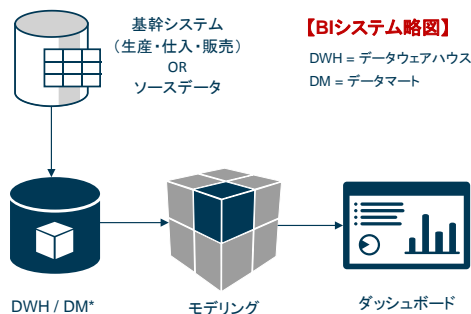 基幹システム
（生産・仕入・販売）
OR
ソースデータ
【BIシステム略図】
DWH = データウェアハウス
DM = データマート
DWH / DM*
モデリング
ダッシュボード